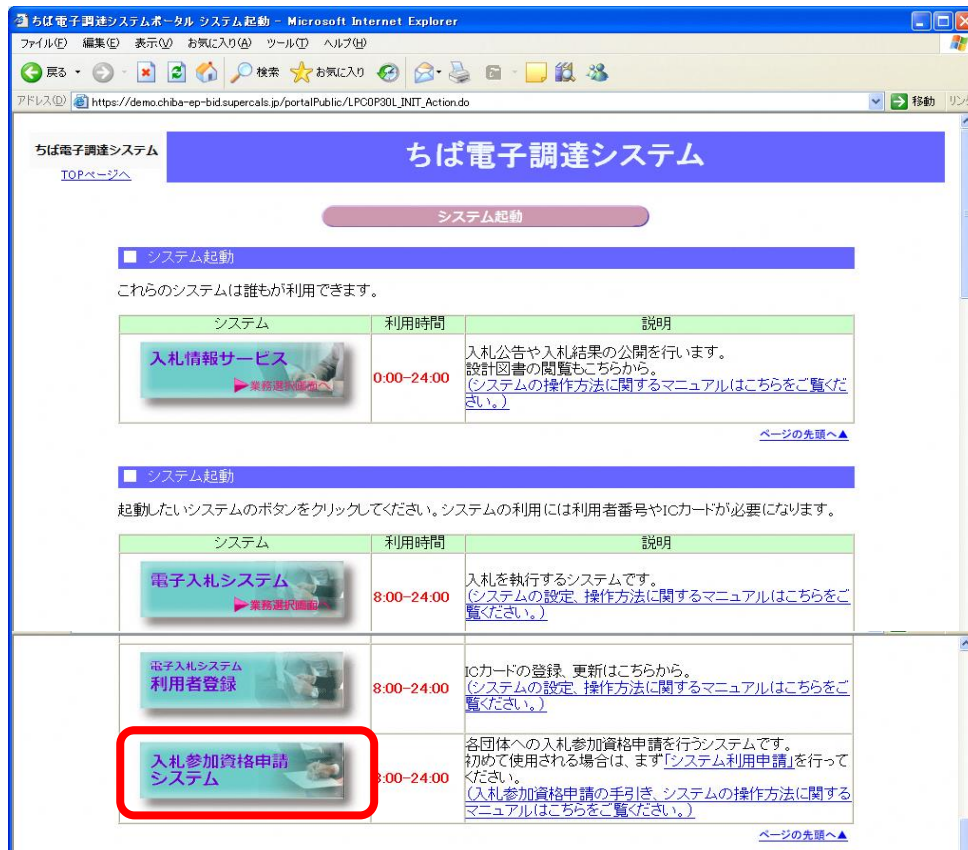 ちば電子調達システムポータル システム起動 - Microsoft Internet Explorer
ファイル(F) 編集(E) 表示(V) お気に入り(A) ツール(T) ヘルプ(H)
戻る 検索 お気に入り
アドレス(D) https://demo.chiba-ep-bid.supercals.jp/portalPublic/LPC0P30L_INIT_Action.do 移動
ちば電子調達システム
TOPページへ
ちば電子調達システム
システム起動
■ システム起動
これらのシステムは誰もが利用できます。
システム 利用時間 説明
入札情報サービス
▶業務選択画面へ
0:00-24:00
入札公告や入札結果の公開を行います。
設計図書の閲覧もこちらから。
(システムの操作方法に関するマニュアルはこちらをご覧くだ
さい。)
ページの先頭へ▲
■ システム起動
起動したいシステムのボタンをクリックしてください。システムの利用には利用者番号やICカードが必要になります。
システム 利用時間 説明
電子入札システム
▶業務選択画面へ
8:00-24:00
入札を執行するシステムです。
(システムの設定、操作方法に関するマニュアルはこちらをご
覧ください。)
電子入札システム
利用者登録
8:00-24:00
ICカードの登録、更新はこちらから。
(システムの設定、操作方法に関するマニュアルはこちらをご
覧ください。)
入札参加資格申請
システム
:00-24:00
各団体への入札参加資格申請を行うシステムです。
初めて使用される場合は、まず「システム利用申請」を行って
ください。
(入札参加資格申請の手引き、システムの操作方法に関する
マニュアルはこちらをご覧ください。)
ページの先頭へ▲